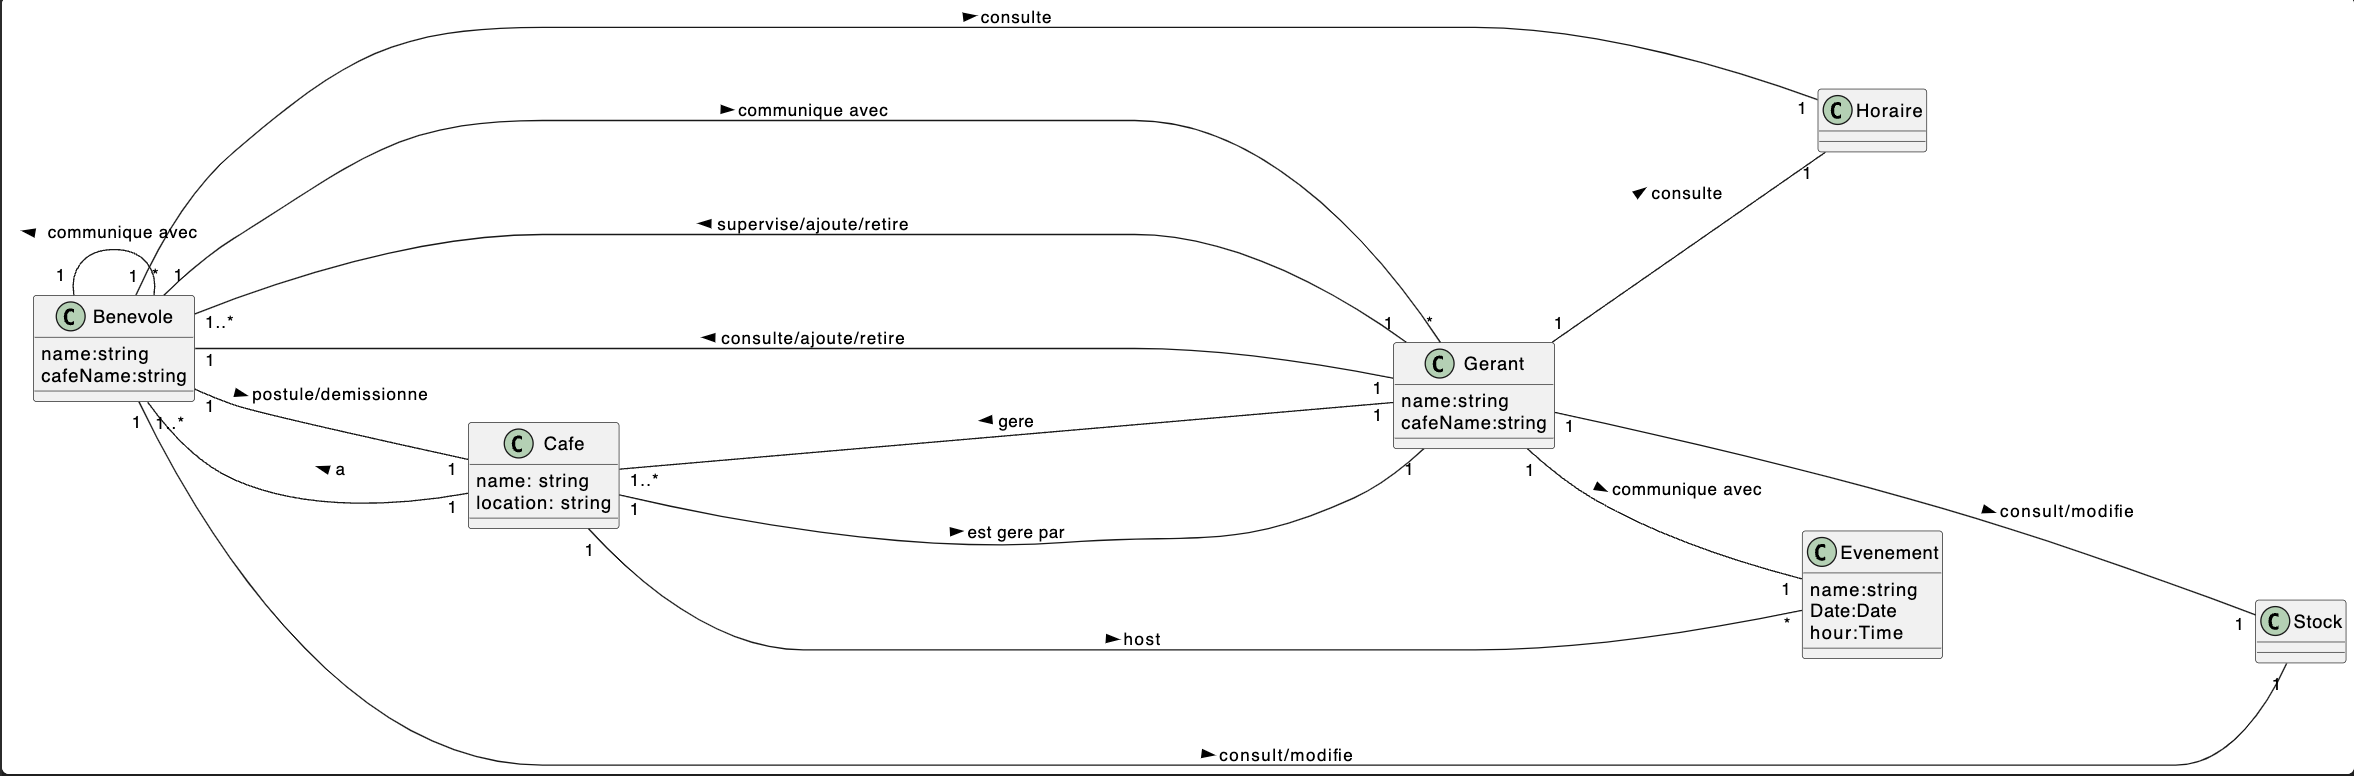 consulte
communique avec
supervise/ajoute/retire
consulte/ajoute/retire
communique avec
1
1
*
1
C Benevole
name:string
cafeName:string
1..*
1
1
postule/demissionne
1
1..*
a
1
1
C Cafe
name: string
location: string
1..*
1
1
gere
est gere par
host
consult/modifie
1
*
1
1
C Gerant
name:string
cafeName:string
1
1
1
1
consulte
1
1
C Horaire
communique avec
1
*
C Evenement
name:string
Date:Date
hour:Time
consult/modifie
1
C Stock
1